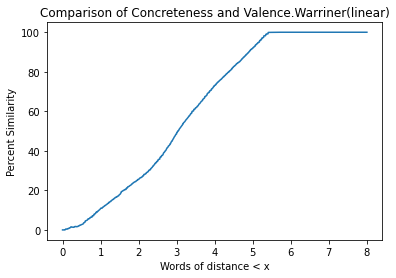 Comparison of Concreteness and Valence.Warriner(linear)
100
80
60
40
20
0
Percent Similarity
0 1 2 3 4 5 6 7 8
Words of distance < x